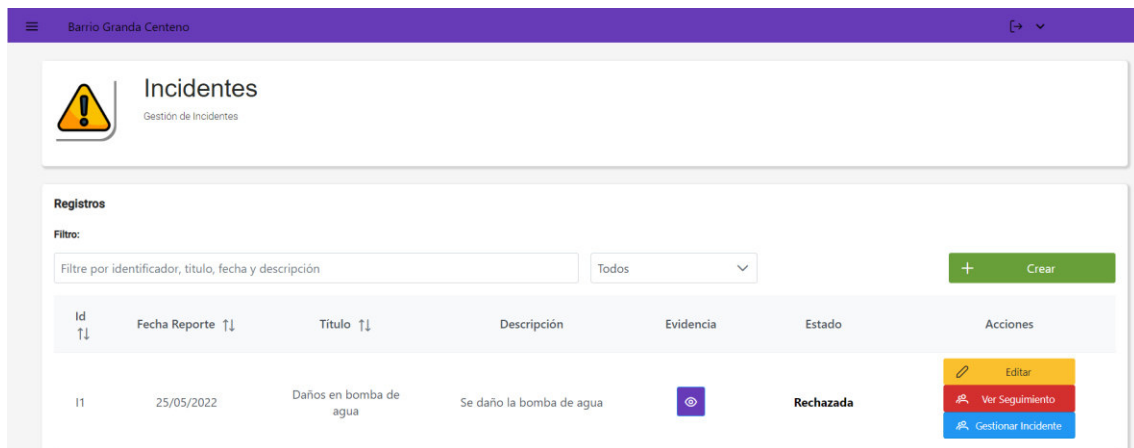 Barrio Granda Centeno
Incidentes
Gestión de Incidentes
Registros
Filtro:
Filtre por identificador, titulo, fecha y descripción
Todos
Crear
Id
Fecha Reporte
Título
Descripción
Evidencia
Estado
Acciones
I1
25/05/2022
Daños en bomba de
agua
Se daño la bomba de agua
Rechazada
Editar
Ver Seguimiento
Gestionar Incidente